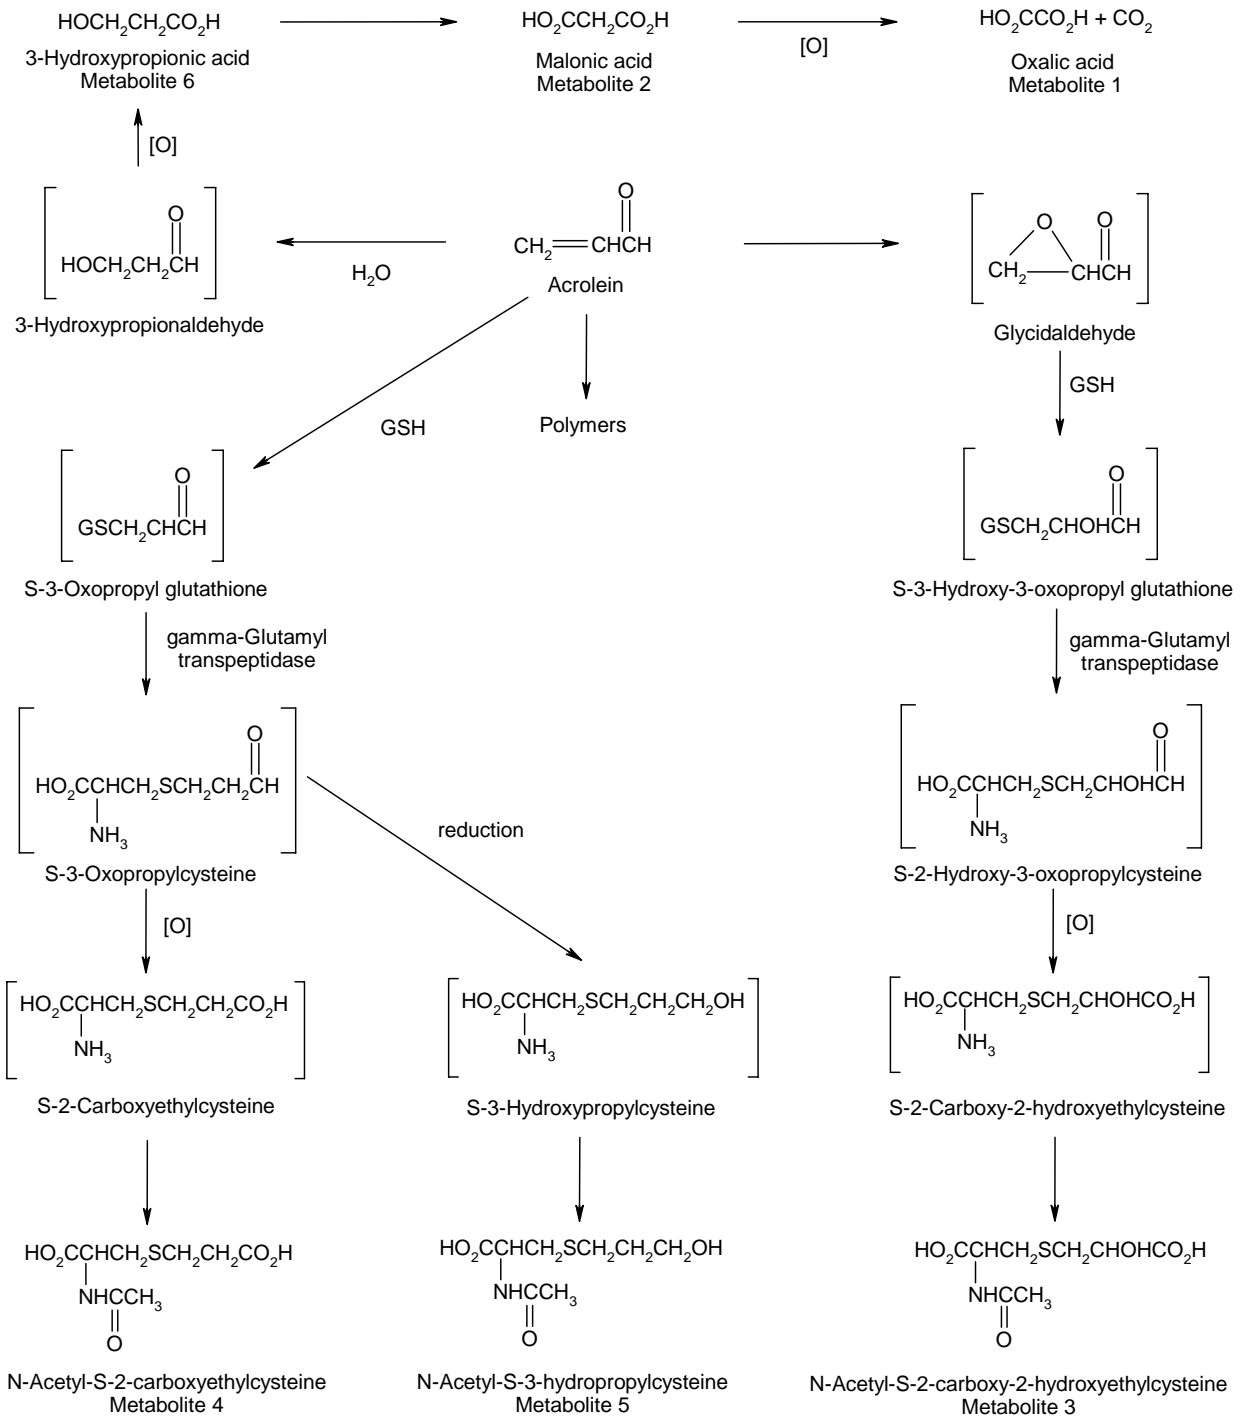 HOCH2CH2CO2H
3-Hydroxypropionic acid
Metabolite 6
HO2CCH2CO2H
Malonic acid
Metabolite 2
[O]
HO2CCO2H + CO2
Oxalic acid
Metabolite 1
[O]
O
HOCH2CH2CH
3-Hydroxypropionaldehyde
H2O
O
CH2=CHCH
Acrolein
O
O
CH2
CHCH
Glycidaldehyde
GSH
GSH
Polymers
O
GSCH2CHCH
S-3-Oxopropyl glutathione
O
GSCH2CHOHCH
S-3-Hydroxy-3-oxopropyl glutathione
gamma-Glutamyl
transpeptidase
gamma-Glutamyl
transpeptidase
O
HO2CCHCH2SCH2CH2CH
NH3
S-3-Oxopropylcysteine
reduction
O
HO2CCHCH2SCH2CHOHCH
NH3
S-2-Hydroxy-3-oxopropylcysteine
[O]
[O]
HO2CCHCH2SCH2CH2CO2H
NH3
S-2-Carboxyethylcysteine
HO2CCHCH2SCH2CH2CH2OH
NH3
S-3-Hydroxypropylcysteine
HO2CCHCH2SCH2CHOHCO2H
NH3
S-2-Carboxy-2-hydroxyethylcysteine
HO2CCHCH2SCH2CH2CO2H
NHCCH3
O
N-Acetyl-S-2-carboxyethylcysteine
Metabolite 4
HO2CCHCH2SCH2CH2CH2OH
NHCCH3
O
N-Acetyl-S-3-hydropropylcysteine
Metabolite 5
HO2CCHCH2SCH2CHOHCO2H
NHCCH3
O
N-Acetyl-S-2-carboxy-2-hydroxyethylcysteine
Metabolite 3